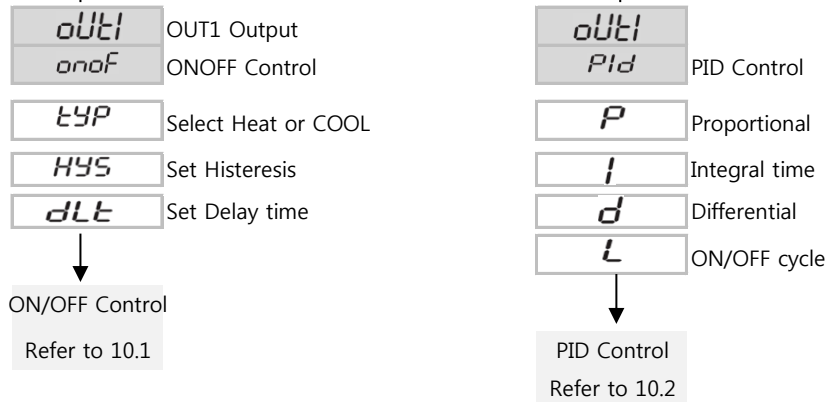 oUt1 OUT1 Output
onoF ONOFF Control
tYP Select Heat or COOL
HYS Set Histeresis
dLt Set Delay time
ON/OFF Control
Refer to 10.1
oUt1
PId PID Control
P Proportional
I Integral time
d Differential
L ON/OFF cycle
PID Control
Refer to 10.2